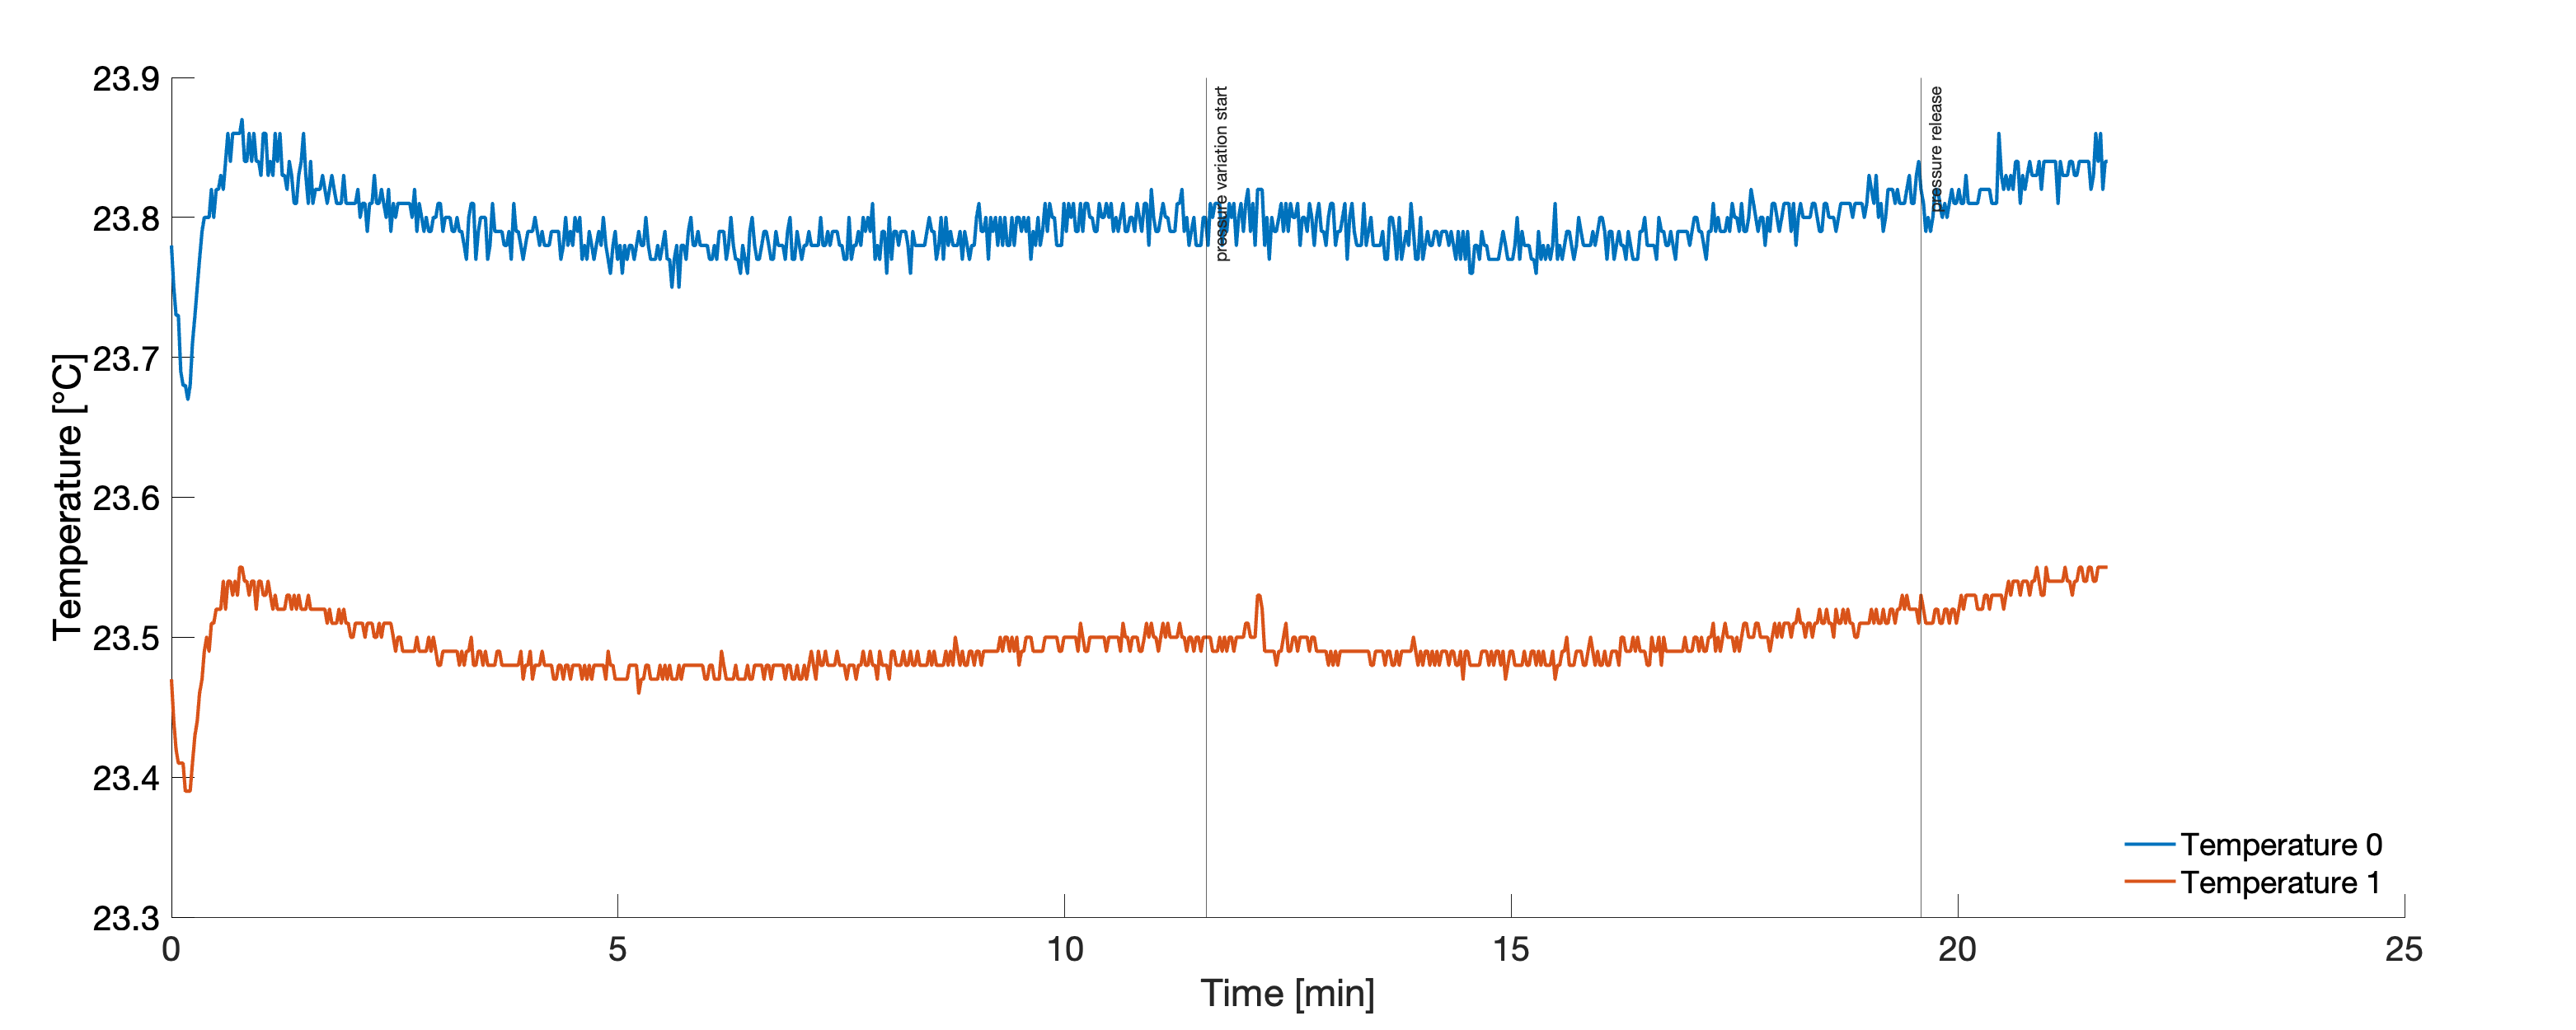 23.9
23.8
23.7
23.6
23.5
23.4
23.3
Temperature [°C]
pressure variation start
pressure release
Temperature 0
Temperature 1
0 5 10 15 20 25
Time [min]